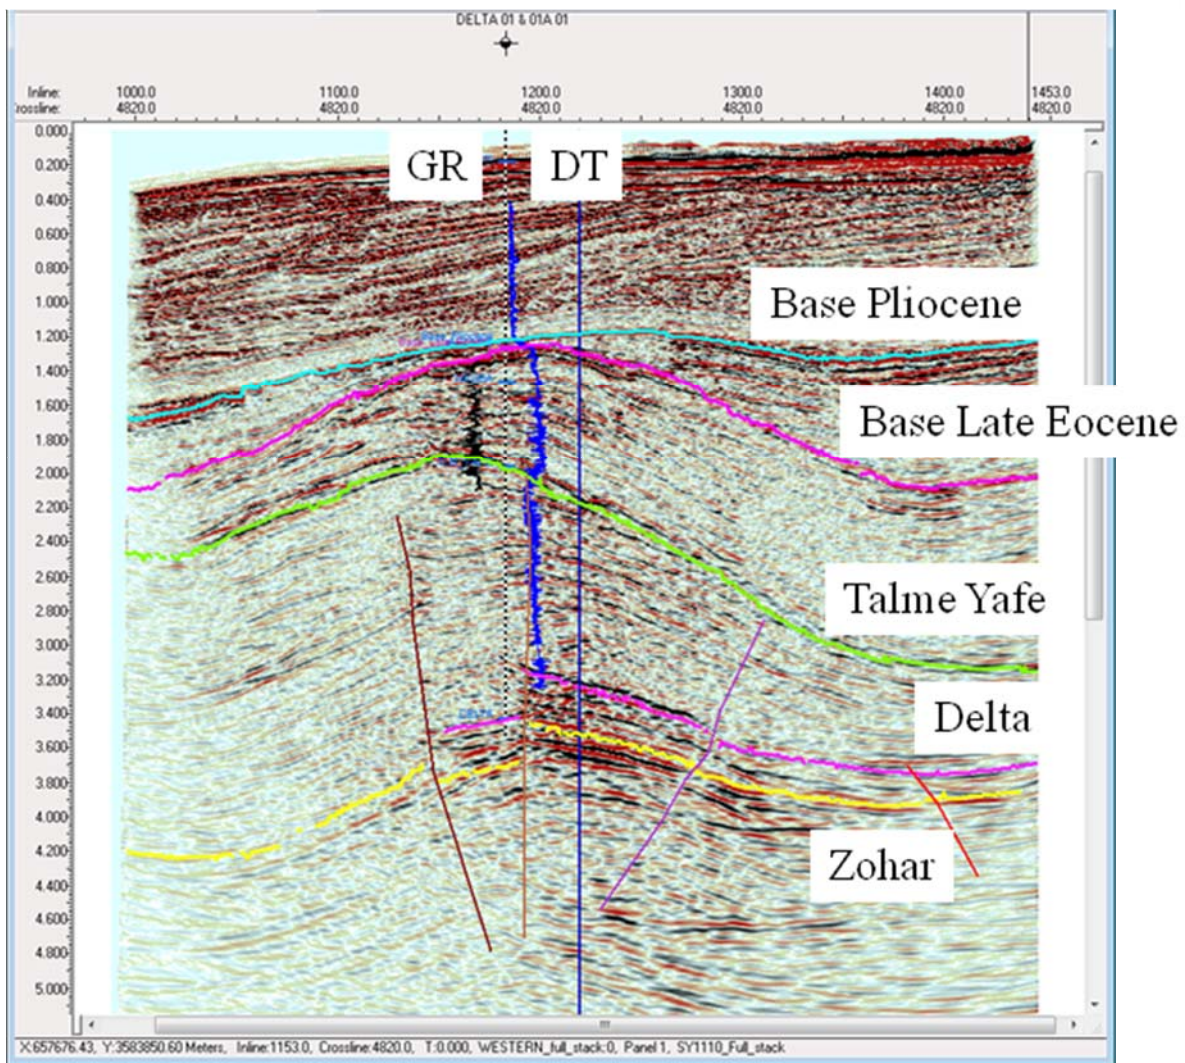 DELTA 01 & 01A 01
Inline: 1000.0 1100.0 1200.0 1300.0 1400.0 1453.0
rossline: 4820.0 4820.0 4820.0 4820.0 4820.0 4820.0
0.000
0.200
GR DT
0.400
0.600
0.800
1.000
Base Pliocene
1.200
1.400
Base Late Eocene
1.600
1.800
2.000
2.200
2.400
2.600
Talme Yafe
2.800
3.000
3.200
3.400
Delta
3.600
3.800
4.000
4.200
Zohar
4.400
4.600
4.800
5.000
X:657676.43, Y:3583850.60 Meters, Inline:1153.0, Crossline:4820.0, T:0.000, WESTERN_full_stack:0, Panel 1, SY1110_Full_stack